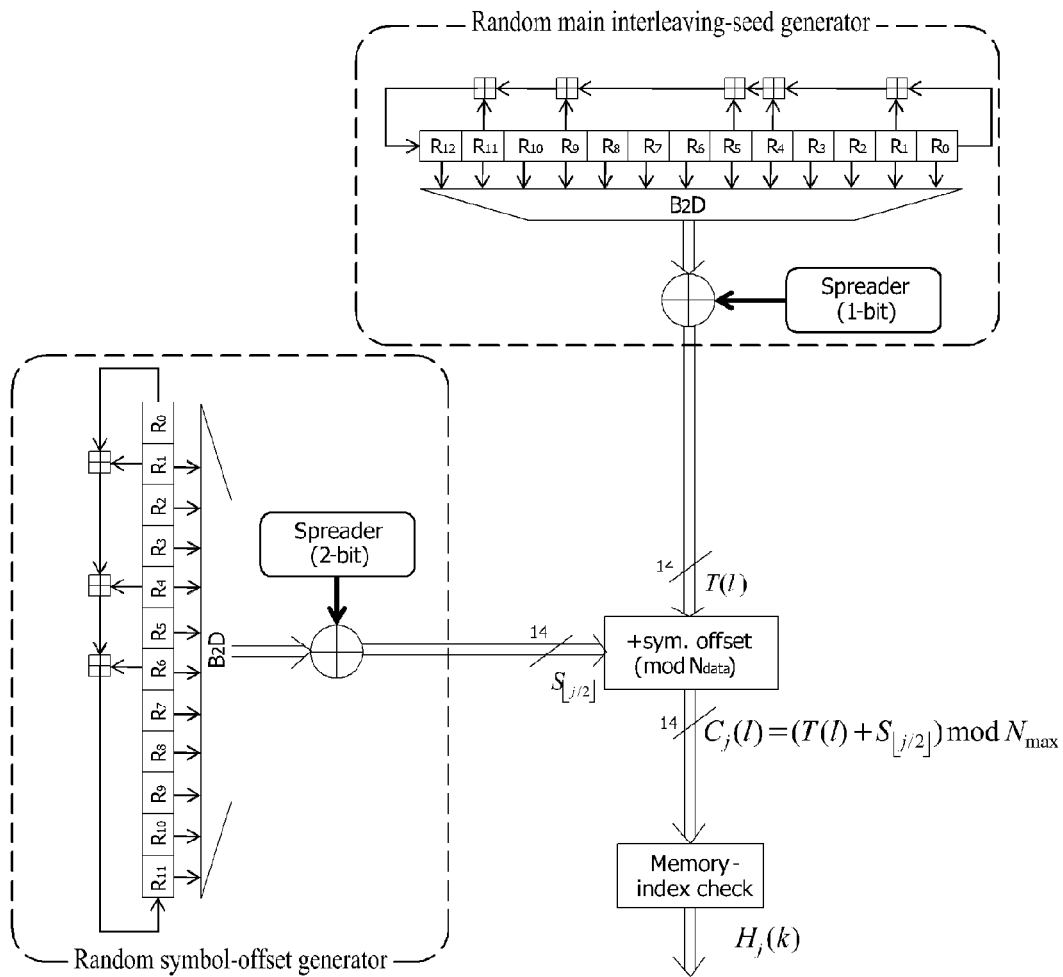 Random main interleaving-seed generator
R12 R11 R10 R9 R8 R7 R6 R5 R4 R3 R2 R1 R0
B2D
Spreader
(1-bit)
14
T(l)
R0
R1
R2
R3
R4
R5
R6
R7
R8
R9
R10
R11
B2D
Spreader
(2-bit)
14
S⌊j/2⌋
+sym. offset
(mod Ndata)
14
Cj(l) = (T(l) + S⌊j/2⌋) mod Nmax
Memory-
index check
Hj(k)
Random symbol-offset generator